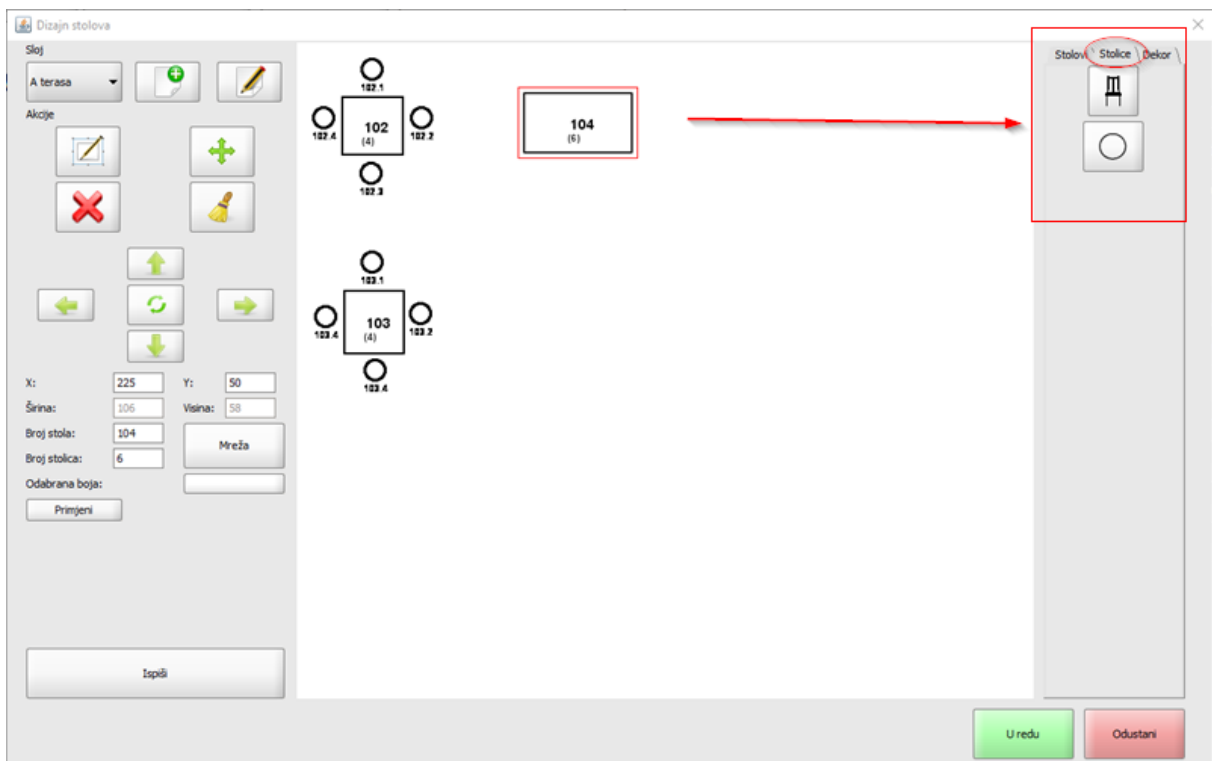 Dizajn stolova
Sloj
A terasa
Akcije
X:
225
Y:
50
Širina:
106
Visina:
58
Broj stola:
104
Mreža
Broj stolica:
6
Odabrana boja:
Primjeni
Ispiši
102.1
102.4
102
(4)
102.2
102.3
104
(6)
103.1
103.4
103
(4)
103.2
103.4
Stolovi
Stolice
Dekor
U redu
Odustani